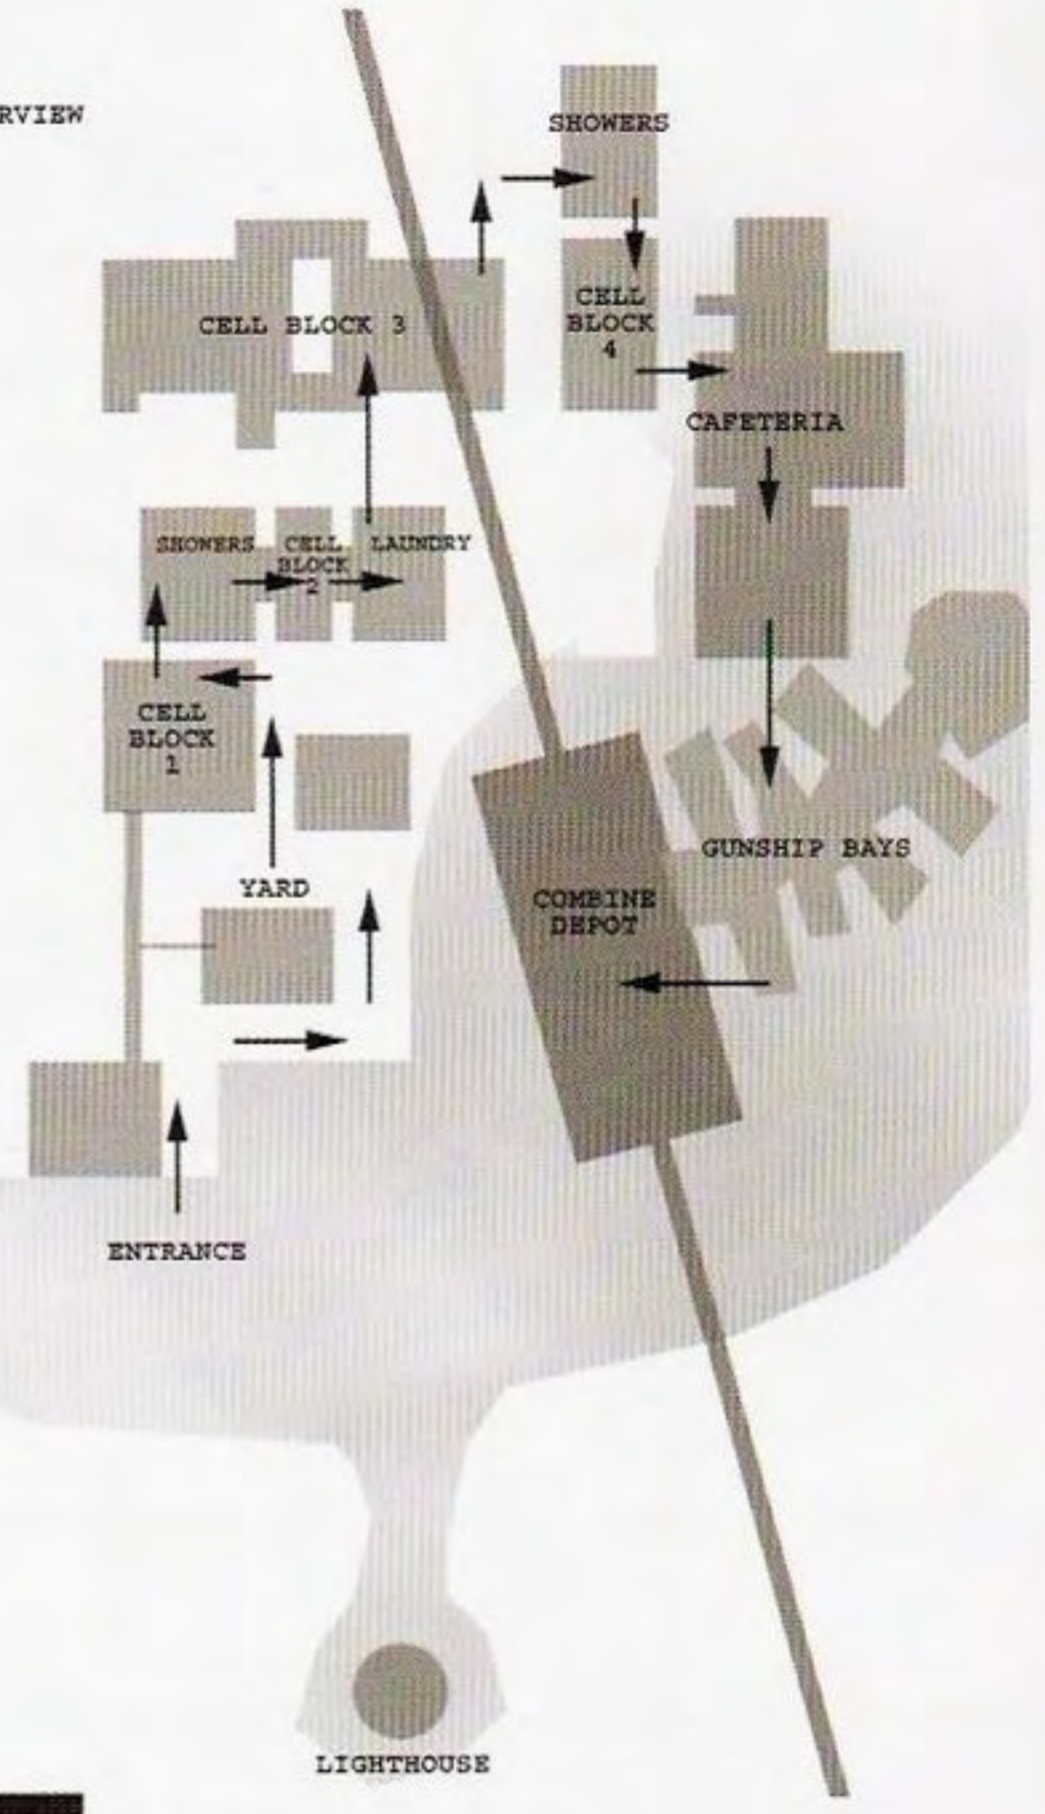 RVIEW
SHOWERS
CELL
BLOCK
4
CELL BLOCK 3
CAFETERIA
SHOWERS
CELL
BLOCK
2
LAUNDRY
CELL
BLOCK
1
GUNSHIP BAYS
YARD
COMBINE
DEPOT
ENTRANCE
LIGHTHOUSE